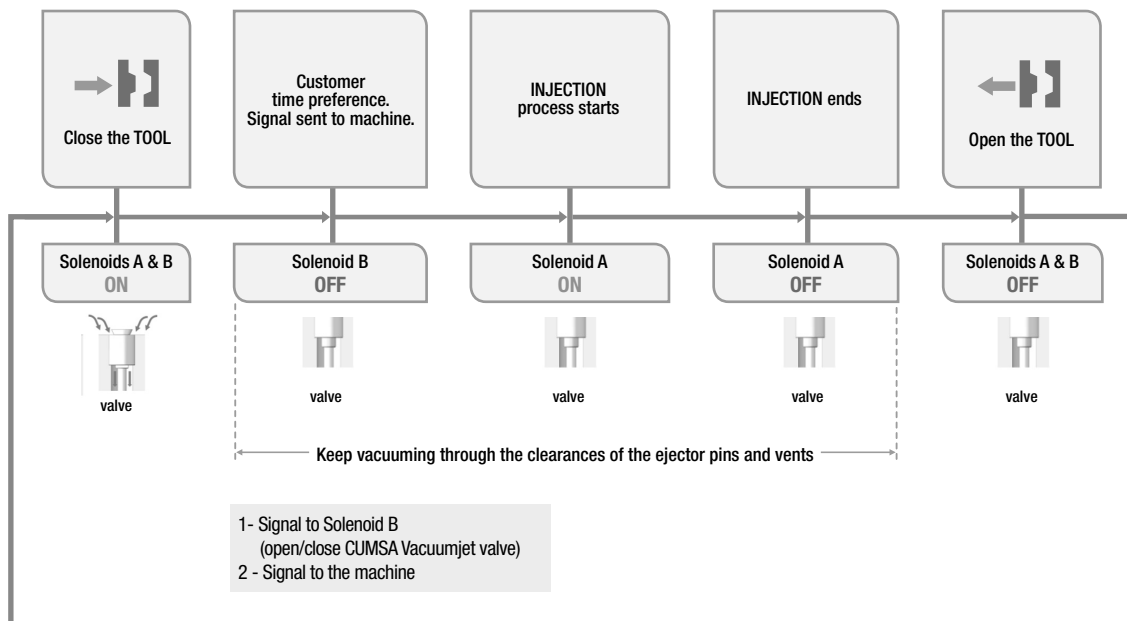 Close the TOOL
Customer
time preference.
Signal sent to machine.
INJECTION
process starts
INJECTION ends
Open the TOOL
Solenoids A & B
ON
Solenoid B
OFF
Solenoid A
ON
Solenoid A
OFF
Solenoids A & B
OFF
valve
valve
valve
valve
valve
Keep vacuuming through the clearances of the ejector pins and vents
1- Signal to Solenoid B
(open/close CUMSA Vacuumjet valve)
2 - Signal to the machine